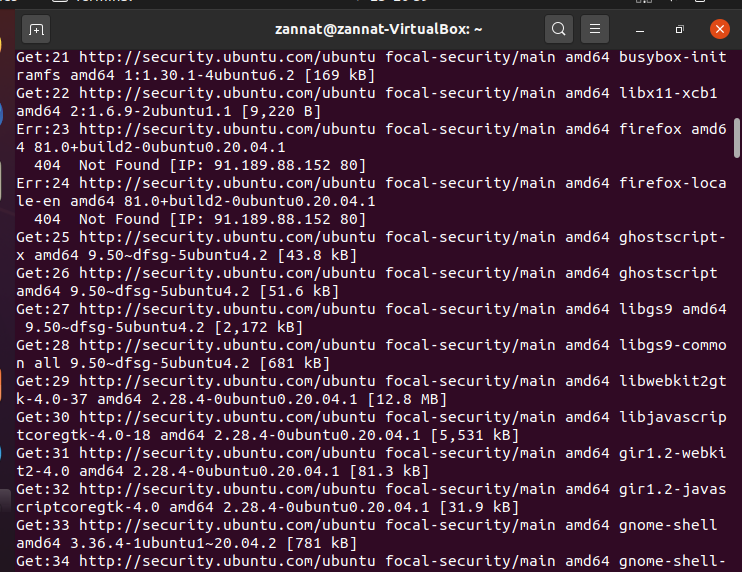 zannat@zannat-VirtualBox: ~
Get:21 http://security.ubuntu.com/ubuntu focal-security/main amd64 busybox-init
ramfs amd64 1:1.30.1-4ubuntu6.2 [169 kB]
Get:22 http://security.ubuntu.com/ubuntu focal-security/main amd64 libx11-xcb1
amd64 2:1.6.9-2ubuntu1.1 [9,220 B]
Err:23 http://security.ubuntu.com/ubuntu focal-security/main amd64 firefox amd6
4 81.0+build2-0ubuntu0.20.04.1
  404  Not Found [IP: 91.189.88.152 80]
Err:24 http://security.ubuntu.com/ubuntu focal-security/main amd64 firefox-loca
le-en amd64 81.0+build2-0ubuntu0.20.04.1
  404  Not Found [IP: 91.189.88.152 80]
Get:25 http://security.ubuntu.com/ubuntu focal-security/main amd64 ghostscript-
x amd64 9.50~dfsg-5ubuntu4.2 [43.8 kB]
Get:26 http://security.ubuntu.com/ubuntu focal-security/main amd64 ghostscript
amd64 9.50~dfsg-5ubuntu4.2 [51.6 kB]
Get:27 http://security.ubuntu.com/ubuntu focal-security/main amd64 libgs9 amd64
 9.50~dfsg-5ubuntu4.2 [2,172 kB]
Get:28 http://security.ubuntu.com/ubuntu focal-security/main amd64 libgs9-commo
n all 9.50~dfsg-5ubuntu4.2 [681 kB]
Get:29 http://security.ubuntu.com/ubuntu focal-security/main amd64 libwebkit2gt
k-4.0-37 amd64 2.28.4-0ubuntu0.20.04.1 [12.8 MB]
Get:30 http://security.ubuntu.com/ubuntu focal-security/main amd64 libjavascrip
tcoregtk-4.0-18 amd64 2.28.4-0ubuntu0.20.04.1 [5,531 kB]
Get:31 http://security.ubuntu.com/ubuntu focal-security/main amd64 gir1.2-webki
t2-4.0 amd64 2.28.4-0ubuntu0.20.04.1 [81.3 kB]
Get:32 http://security.ubuntu.com/ubuntu focal-security/main amd64 gir1.2-javas
criptcoregtk-4.0 amd64 2.28.4-0ubuntu0.20.04.1 [31.9 kB]
Get:33 http://security.ubuntu.com/ubuntu focal-security/main amd64 gnome-shell
amd64 3.36.4-1ubuntu1~20.04.2 [781 kB]
Get:34 http://security.ubuntu.com/ubuntu focal-security/main amd64 gnome-shell-